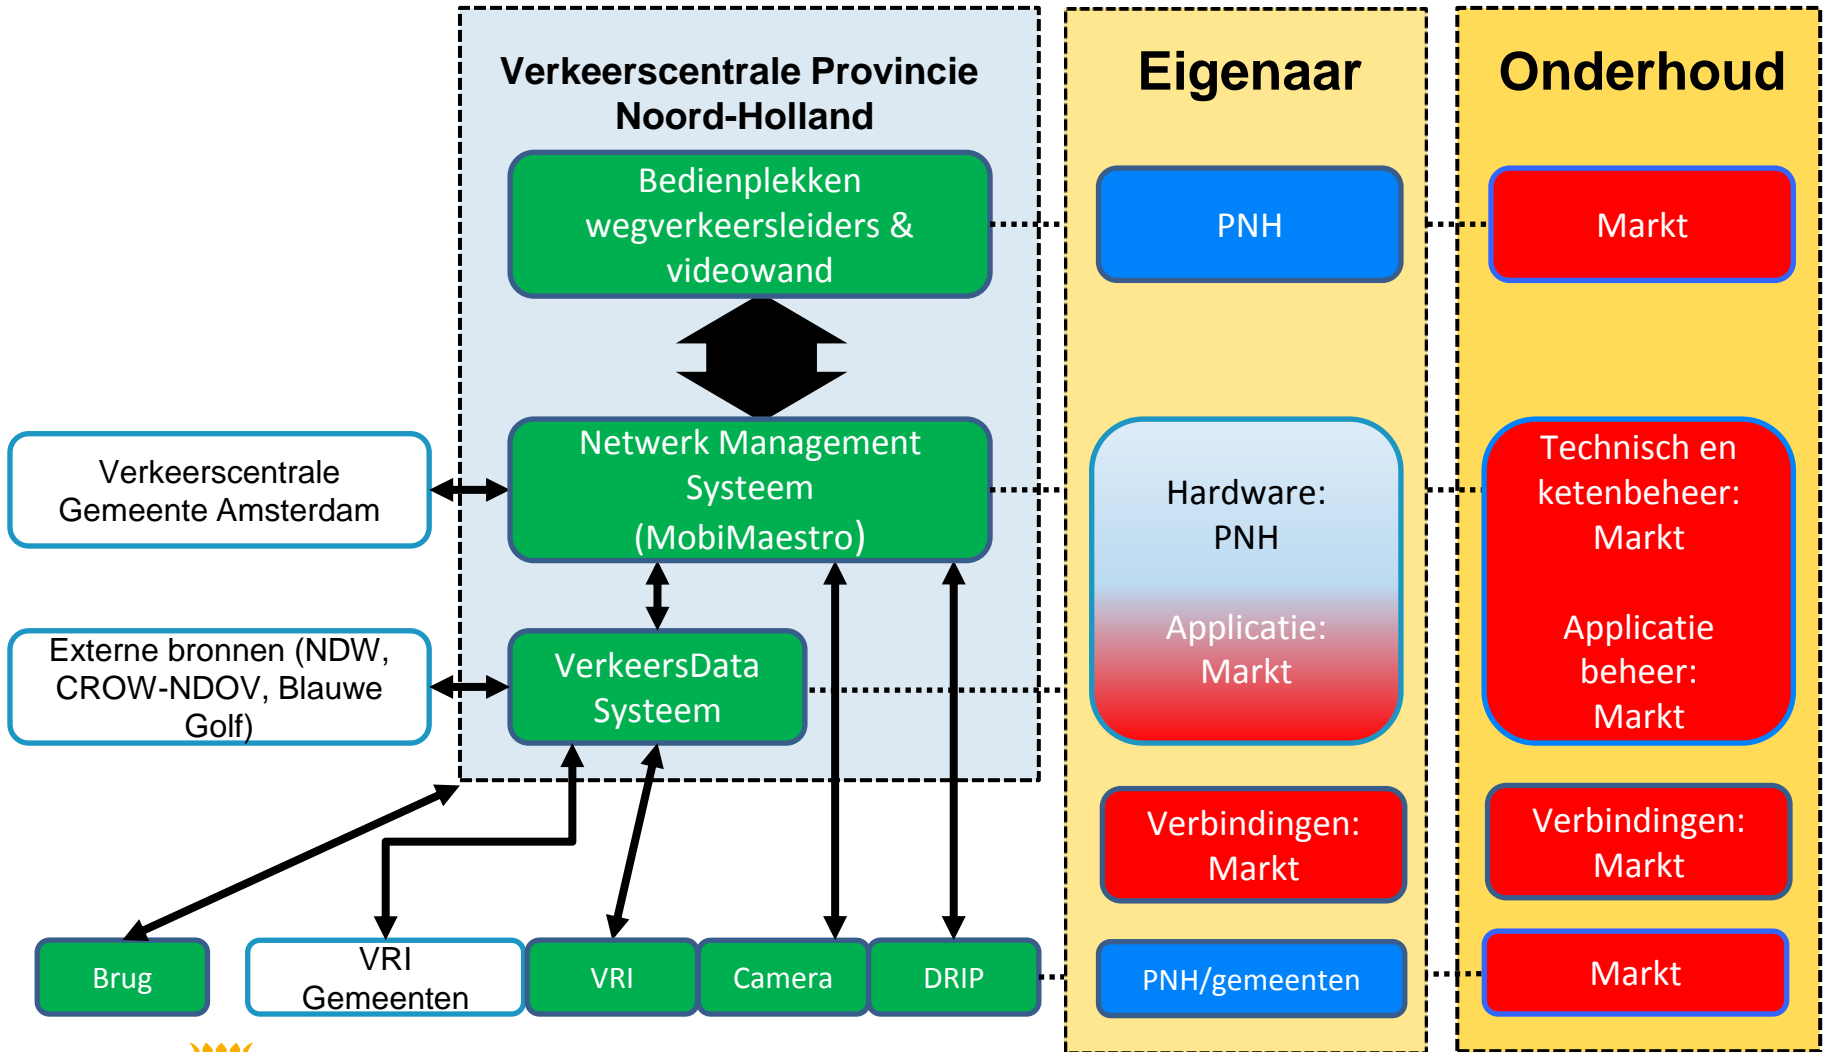 Verkeerscentrale Provincie
Noord-Holland
Eigenaar
Onderhoud
Bedienplekken
wegverkeersleiders &
videowand
PNH
Markt
Verkeerscentrale
Gemeente Amsterdam
Netwerk Management
Systeem
(MobiMaestro)
Hardware:
PNH
Applicatie:
Markt
Technisch en
ketenbeheer:
Markt
Applicatie
beheer:
Markt
Externe bronnen (NDW,
CROW-NDOV, Blauwe
Golf)
VerkeersData
Systeem
Verbindingen:
Markt
Verbindingen:
Markt
Brug
VRI
Gemeenten
VRI
Camera
DRIP
PNH/gemeenten
Markt